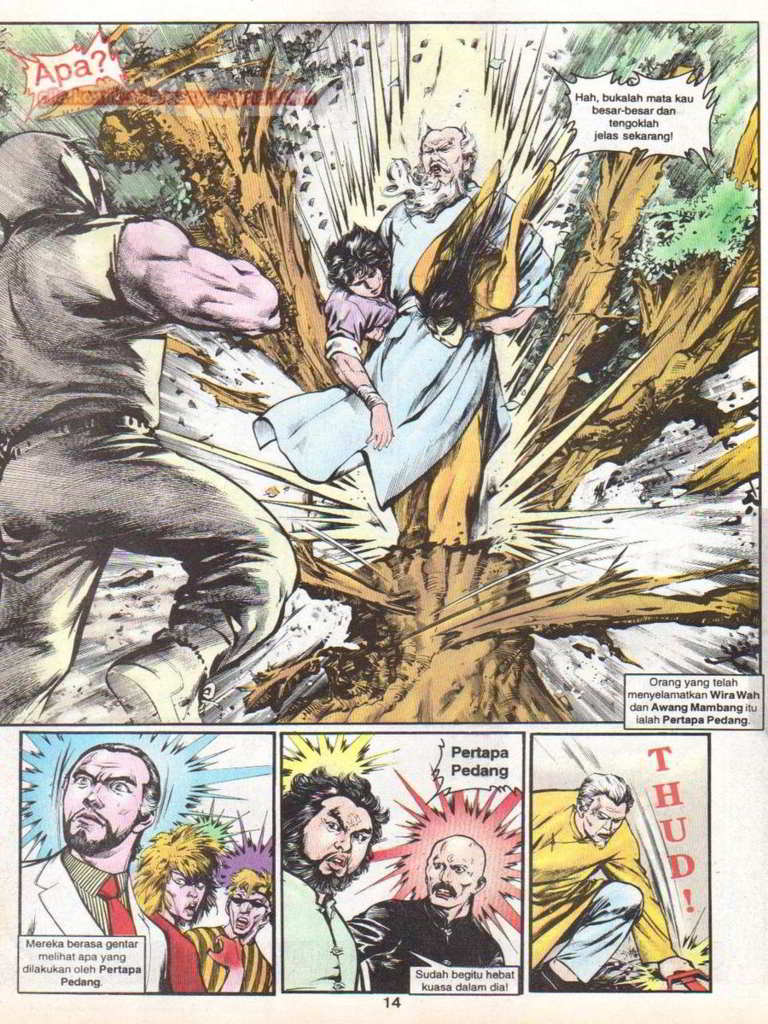 Apa?
Hah, bukalah mata kau
besar-besar dan
tengoklah
jelas sekarang!
Orang yang telah
menyelamatkan Wira Wah
dan Awang Mambang itu
ialah Pertapa Pedang.
Mereka berasa gentar
melihat apa yang
dilakukan oleh Pertapa
Pedang.
Pertapa
Pedang
Sudah begitu hebat
kuasa dalam dia!
THUD!
14